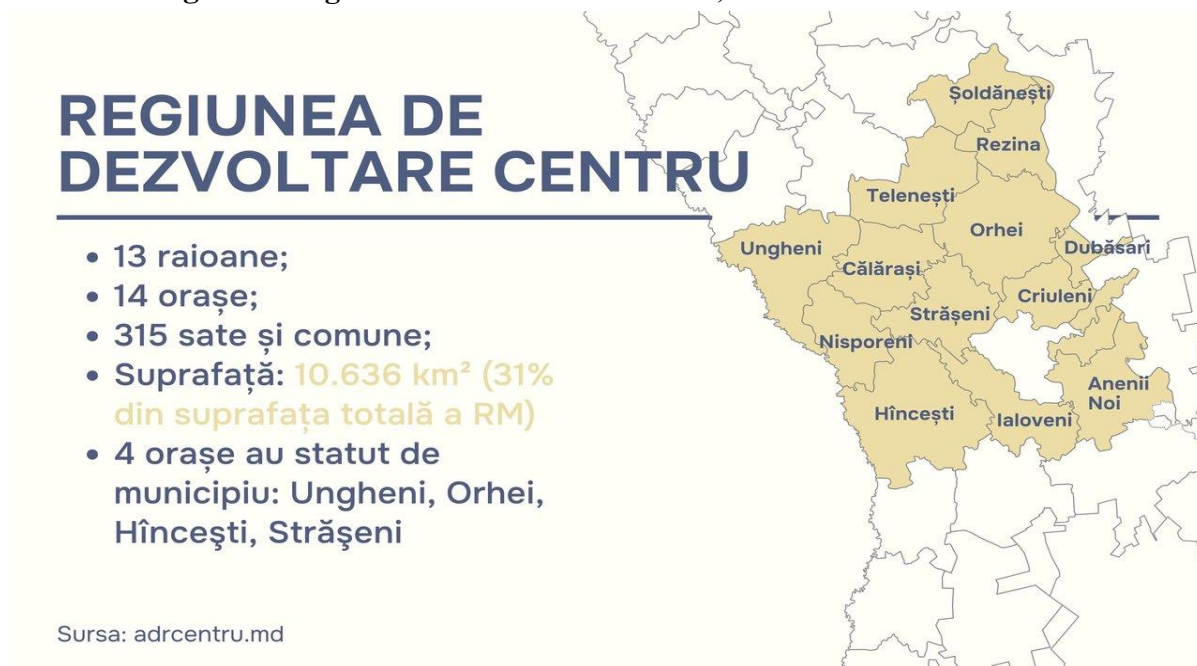 REGIUNEA DE
DEZVOLTARE CENTRU
• 13 raioane;
• 14 orașe;
• 315 sate și comune;
• Suprafață: 10.636 km² (31%
din suprafața totală a RM)
• 4 orașe au statut de
municipiu: Ungheni, Orhei,
Hînceşti, Străşeni
Sursa: adrcentru.md
Șoldănești
Rezina
Telenești
Orhei
Ungheni
Dubăsari
Călărași
Criuleni
Strășeni
Nisporeni
Anenii
Noi
Hîncești
Ialoveni